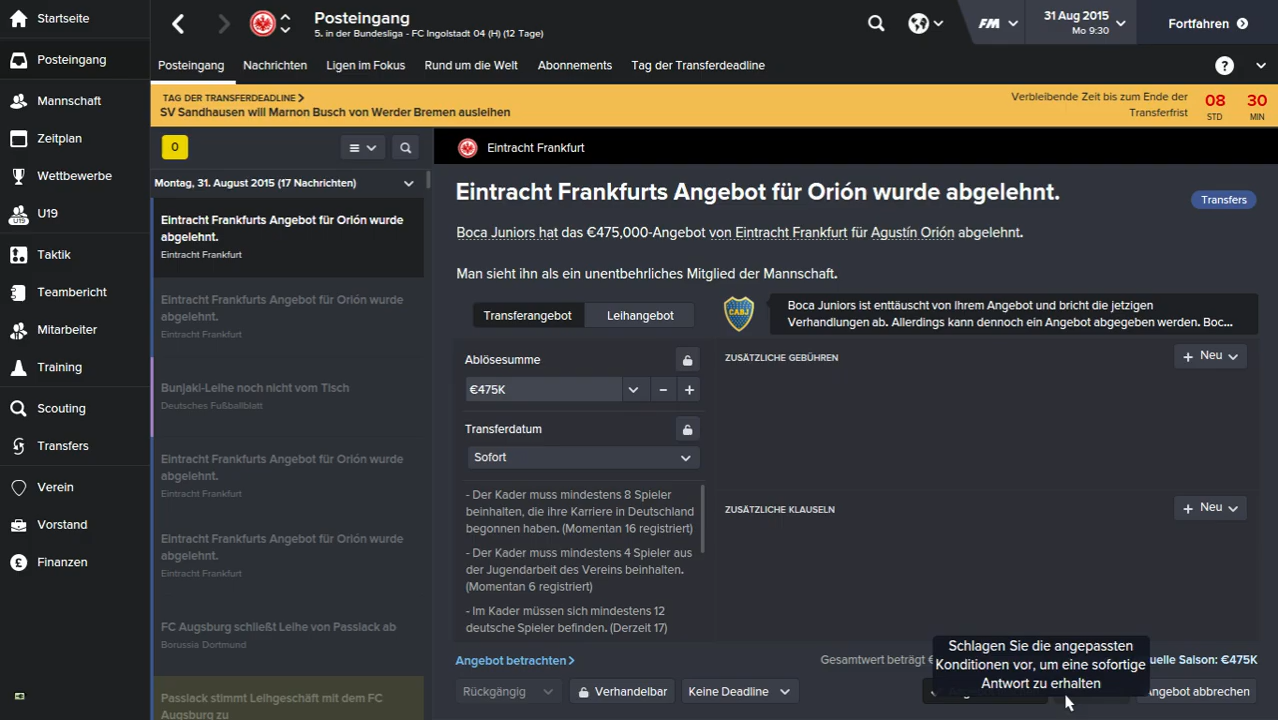 Startseite
Posteingang
5. in der Bundesliga - FC Ingolstadt 04 (H) (12 Tage)
FM
31 Aug 2015
Mo 9:30
Fortfahren
Posteingang
Posteingang Nachrichten Ligen im Fokus Rund um die Welt Abonnements Tag der Transferdeadline
?
Mannschaft
Zeitplan
Wettbewerbe
U19
Taktik
Teambericht
Mitarbeiter
Training
Scouting
Transfers
Verein
Vorstand
Finanzen
TAG DER TRANSFERDEADLINE >
SV Sandhausen will Marnon Busch von Werder Bremen ausleihen
Verbleibende Zeit bis zum Ende der
Transferfrist
08 30
STD MIN
0
Montag, 31. August 2015 (17 Nachrichten)
Eintracht Frankfurts Angebot für Orión wurde
abgelehnt.
Eintracht Frankfurt
Eintracht Frankfurts Angebot für Orión wurde
abgelehnt.
Eintracht Frankfurt
Bunjaki-Leihe noch nicht vom Tisch
Deutsches Fußballblatt
Eintracht Frankfurts Angebot für Orión wurde
abgelehnt.
Eintracht Frankfurt
Eintracht Frankfurts Angebot für Orión wurde
abgelehnt.
Eintracht Frankfurt
FC Augsburg schließt Leihe von Passlack ab
Borussia Dortmund
Passlack stimmt Leihgeschäft mit dem FC
Augsburg zu
Eintracht Frankfurt
Eintracht Frankfurts Angebot für Orión wurde abgelehnt.
Transfers
Boca Juniors hat das €475,000-Angebot von Eintracht Frankfurt für Agustín Orión abgelehnt.
Man sieht ihn als ein unentbehrliches Mitglied der Mannschaft.
Transferangebot Leihangebot
CABJ
Boca Juniors ist enttäuscht von Ihrem Angebot und bricht die jetzigen
Verhandlungen ab. Allerdings kann dennoch ein Angebot abgegeben werden. Boc...
Ablösesumme
€475K
- +
Transferdatum
Sofort
- Der Kader muss mindestens 8 Spieler
beinhalten, die ihre Karriere in Deutschland
begonnen haben. (Momentan 16 registriert)
- Der Kader muss mindestens 4 Spieler aus
der Jugendarbeit des Vereins beinhalten.
(Momentan 6 registriert)
- Im Kader müssen sich mindestens 12
deutsche Spieler befinden. (Derzeit 17)
ZUSÄTZLICHE GEBÜHREN
+ Neu
ZUSÄTZLICHE KLAUSELN
+ Neu
Schlagen Sie die angepassten
Konditionen vor, um eine sofortige
Antwort zu erhalten
Angebot betrachten >
Gesamtwert beträgt
Saison: €475K
Rückgängig
Verhandelbar
Keine Deadline
Angebot abbrechen